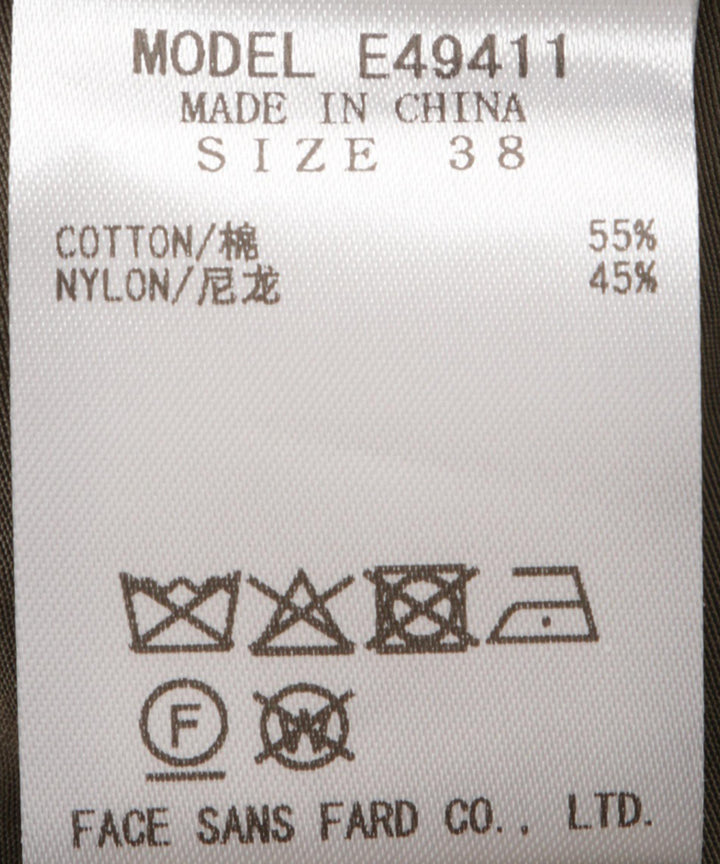 MODEL E49411
MADE IN CHINA
SIZE 38
COTTON/棉 55%
NYLON/尼龙 45%
F
W
FACE SANS FARD CO., LTD.